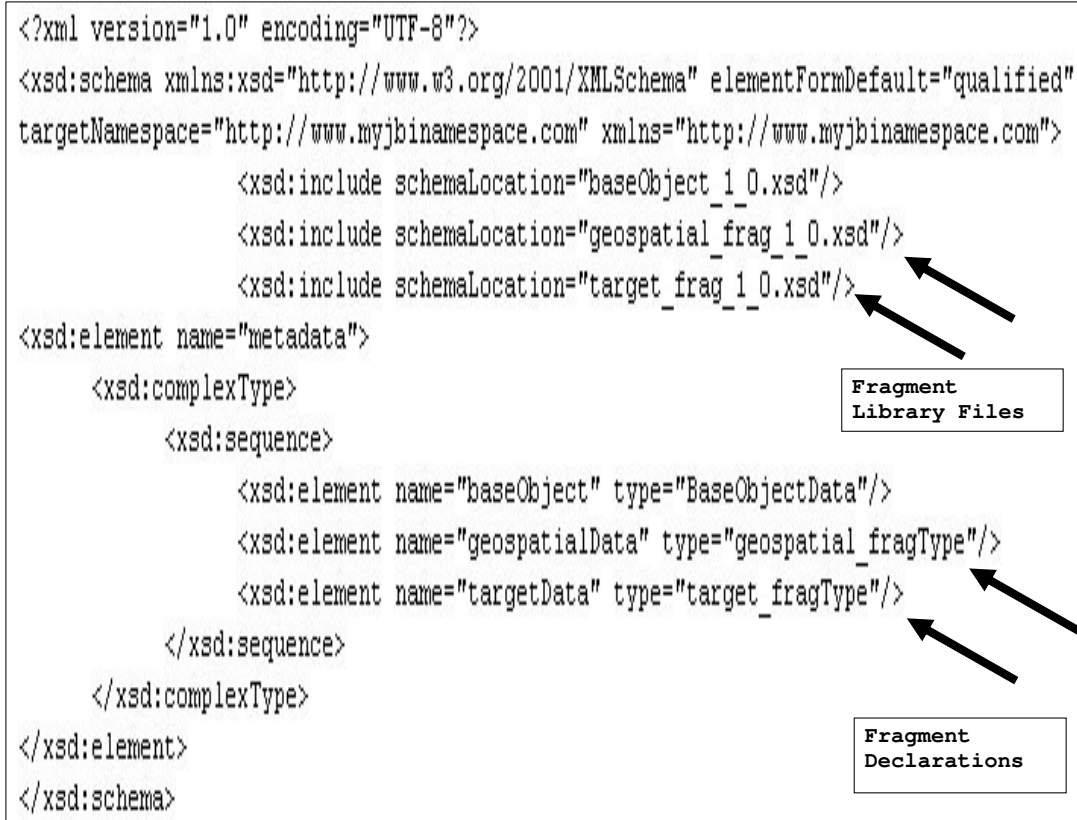 <?xml version="1.0" encoding="UTF-8"?>
<xsd:schema xmlns:xsd="http://www.w3.org/2001/XMLSchema" elementFormDefault="qualified"
targetNamespace="http://www.myjbinamespace.com" xmlns="http://www.myjbinamespace.com">
<xsd:include schemaLocation="baseObject_1_0.xsd"/>
<xsd:include schemaLocation="geospatial_frag_1_0.xsd"/>
<xsd:include schemaLocation="target_frag_1_0.xsd"/>
<xsd:element name="metadata">
<xsd:complexType>
Fragment
Library Files
<xsd:sequence>
<xsd:element name="baseObject" type="BaseObjectData"/>
<xsd:element name="geospatialData" type="geospatial_fragType"/>
<xsd:element name="targetData" type="target_fragType"/>
</xsd:sequence>
</xsd:complexType>
</xsd:element>
</xsd:schema>
Fragment
Declarations